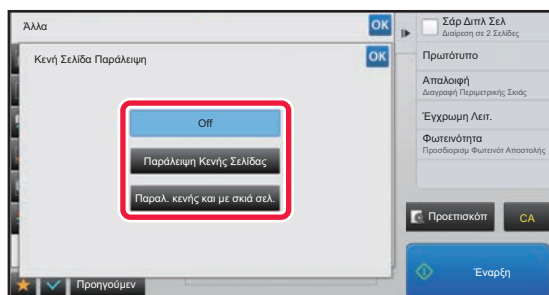 Άλλα
OK
Κενή Σελίδα Παράλειψη
OK
Off
Παράλειψη Κενής Σελίδας
Παραλ. κενής και με σκιά σελ.
Προηγούμεν
Σάρ Διπλ Σελ
Διαίρεση σε 2 Σελίδες
Πρωτότυπο
Απαλοιφή
Διαγραφή Περιμετρικής Σκιάς
Έγχρωμη Λειτ.
Φωτεινότητα
Προσδιορισμ Φωτεινότ Αποστολής
Προεπισκόπ
CA
Έναρξη